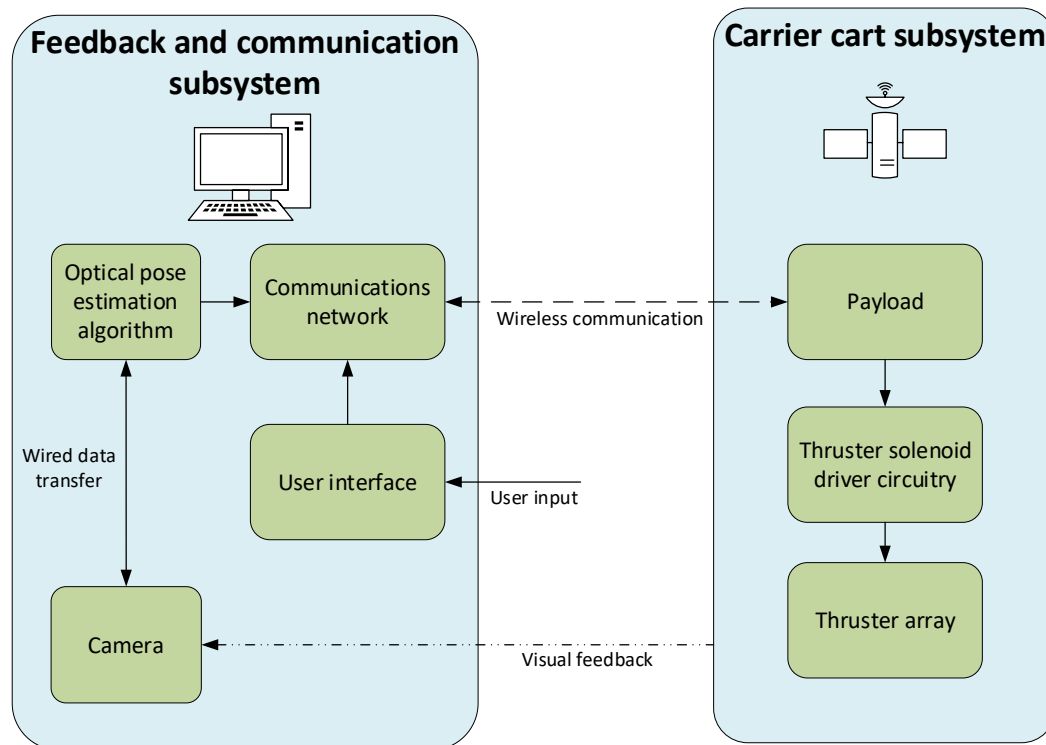 Feedback and communication
subsystem
Carrier cart subsystem
Optical pose
estimation
algorithm
Communications
network
Wireless communication
Payload
Wired data
transfer
User interface
User input
Thruster solenoid
driver circuitry
Camera
Visual feedback
Thruster array